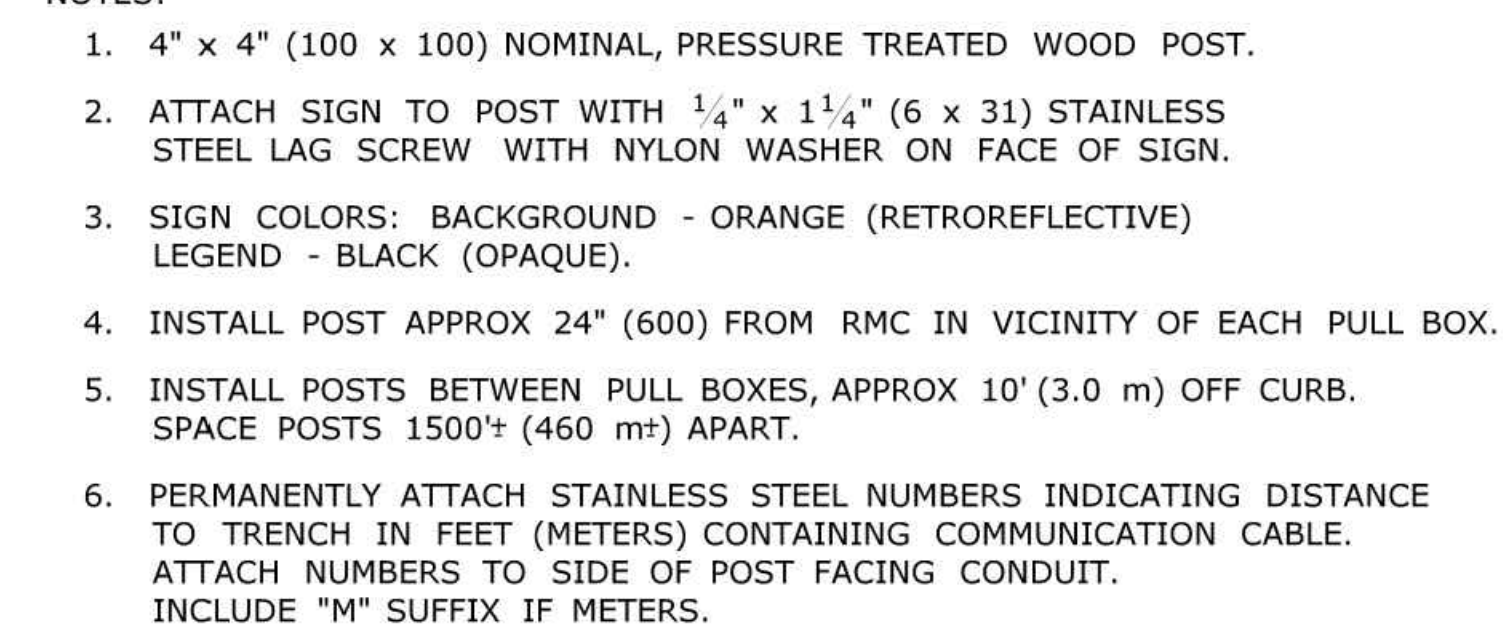 NOTES:
1. 4" x 4" (100 x 100) NOMINAL, PRESSURE TREATED WOOD POST.
2. ATTACH SIGN TO POST WITH 1/4" x 1 1/4" (6 x 31) STAINLESS
STEEL LAG SCREW WITH NYLON WASHER ON FACE OF SIGN.
3. SIGN COLORS: BACKGROUND - ORANGE (RETROREFLECTIVE)
LEGEND - BLACK (OPAQUE).
4. INSTALL POST APPROX 24" (600) FROM RMC IN VICINITY OF EACH PULL BOX.
5. INSTALL POSTS BETWEEN PULL BOXES, APPROX 10' (3.0 m) OFF CURB.
SPACE POSTS 1500'± (460 m±) APART.
6. PERMANENTLY ATTACH STAINLESS STEEL NUMBERS INDICATING DISTANCE
TO TRENCH IN FEET (METERS) CONTAINING COMMUNICATION CABLE.
ATTACH NUMBERS TO SIDE OF POST FACING CONDUIT.
INCLUDE "M" SUFFIX IF METERS.